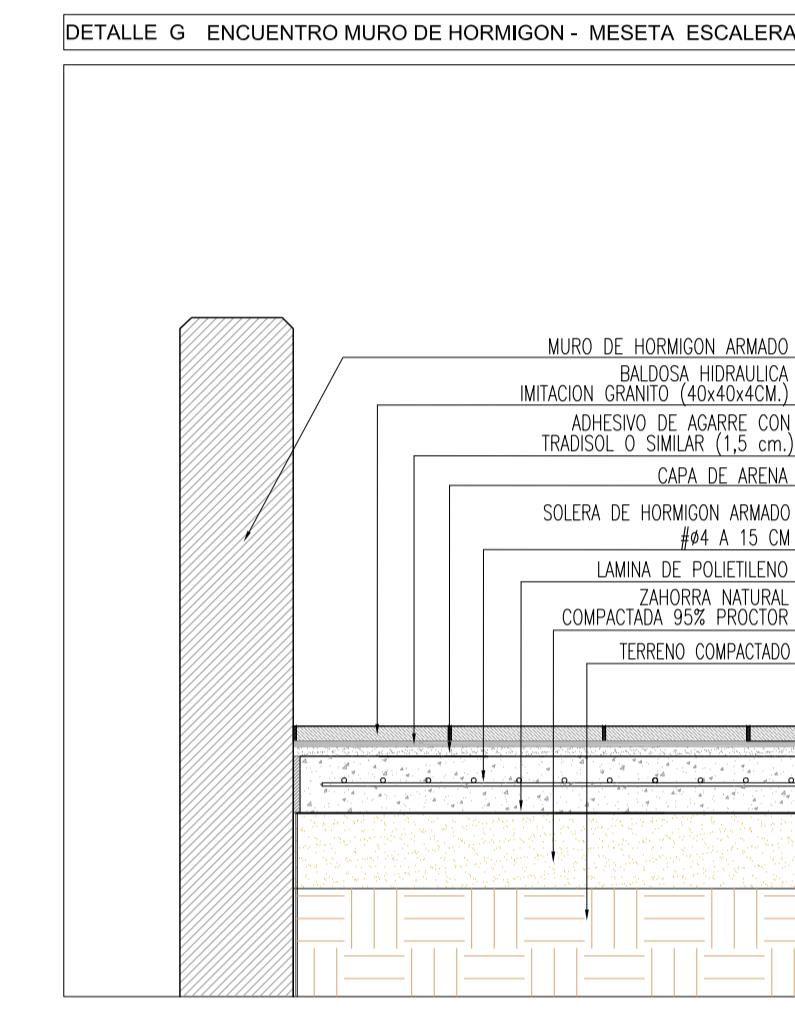 DETALLE G ENCUENTRO MURO DE HORMIGON - MESETA ESCALERA
MURO DE HORMIGON ARMADO
BALDOSA HIDRAULICA
IMITACION GRANITO (40x40x4CM.)
ADHESIVO DE AGARRE CON
TRADISOL O SIMILAR (1,5 cm.)
CAPA DE ARENA
SOLERA DE HORMIGON ARMADO
#ø4 A 15 CM
LAMINA DE POLIETILENO
ZAHORRA NATURAL
COMPACTADA 95% PROCTOR
TERRENO COMPACTADO